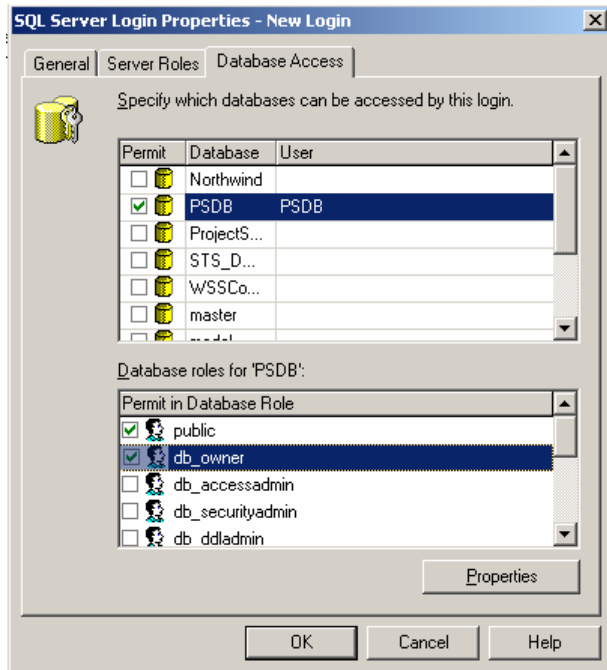 SQL Server Login Properties - New Login
General Server Roles Database Access
Specify which databases can be accessed by this login.
Permit Database User
Northwind
PSDB PSDB
ProjectS...
STS_D...
WSSCo...
master
model
Database roles for 'PSDB':
Permit in Database Role
public
db_owner
db_accessadmin
db_securityadmin
db_ddladmin
Properties
OK Cancel Help